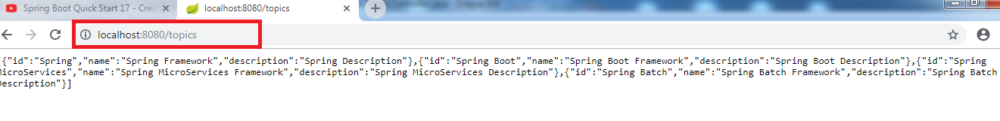 Spring Boot Quick Start 17 - Crea
localhost:8080/topics
localhost:8080/topics
[{"id":"Spring","name":"Spring Framework","description":"Spring Description"},{"id":"Spring Boot","name":"Spring Boot Framework","description":"Spring Boot Description"},{"id":"Spring
MicroServices","name":"Spring MicroServices Framework","description":"Spring MicroServices Description"},{"id":"Spring Batch","name":"Spring Batch Framework","description":"Spring Batch
Description"}]